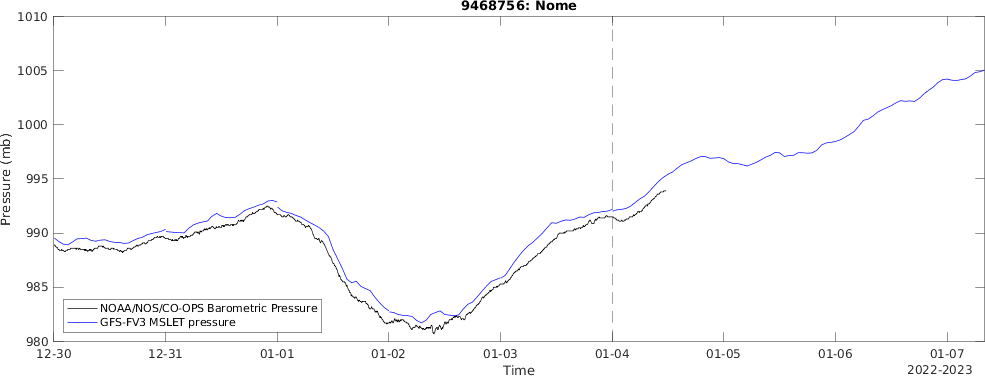 9468756: Nome
1010
1005
1000
995
990
985
980
Pressure (mb)
NOAA/NOS/CO-OPS Barometric Pressure
GFS-FV3 MSLET pressure
12-30 12-31 01-01 01-02 01-03 01-04 01-05 01-06 01-07
Time
2022-2023